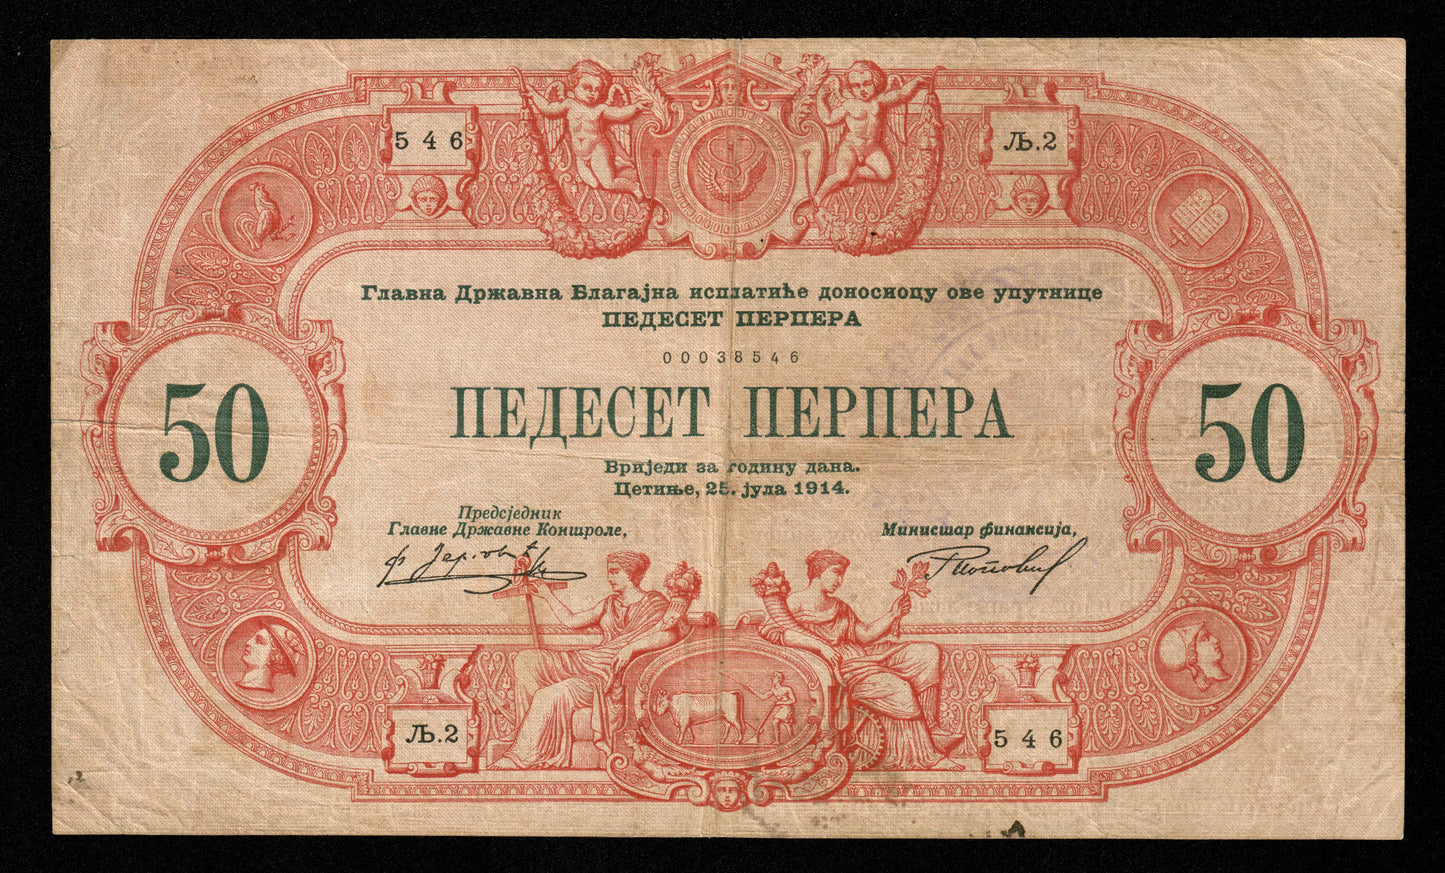 546
Љ.2
Главна Државна Благајна исплатиће доносиоцу ове упутнице
ПЕДЕСЕТ ПЕРПЕРА
00038546
50
ПЕДЕСЕТ ПЕРПЕРА
50
Вриједи за годину дана.
Цетиње, 25. јула 1914.
Предсједник
Главне Државне Контроле,
Министар финансија,
Љ.2
546